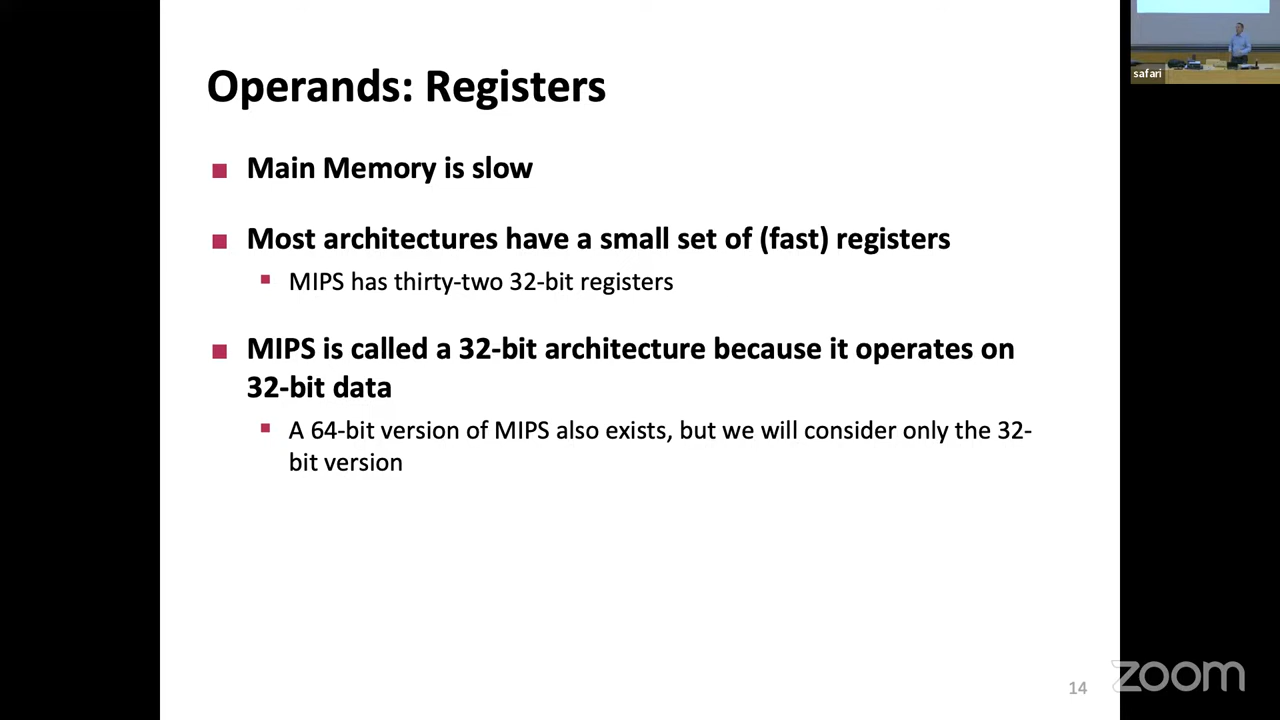 Operands: Registers
safari
Main Memory is slow
Most architectures have a small set of (fast) registers
MIPS has thirty-two 32-bit registers
MIPS is called a 32-bit architecture because it operates on
32-bit data
A 64-bit version of MIPS also exists, but we will consider only the 32-
bit version
14
zoom